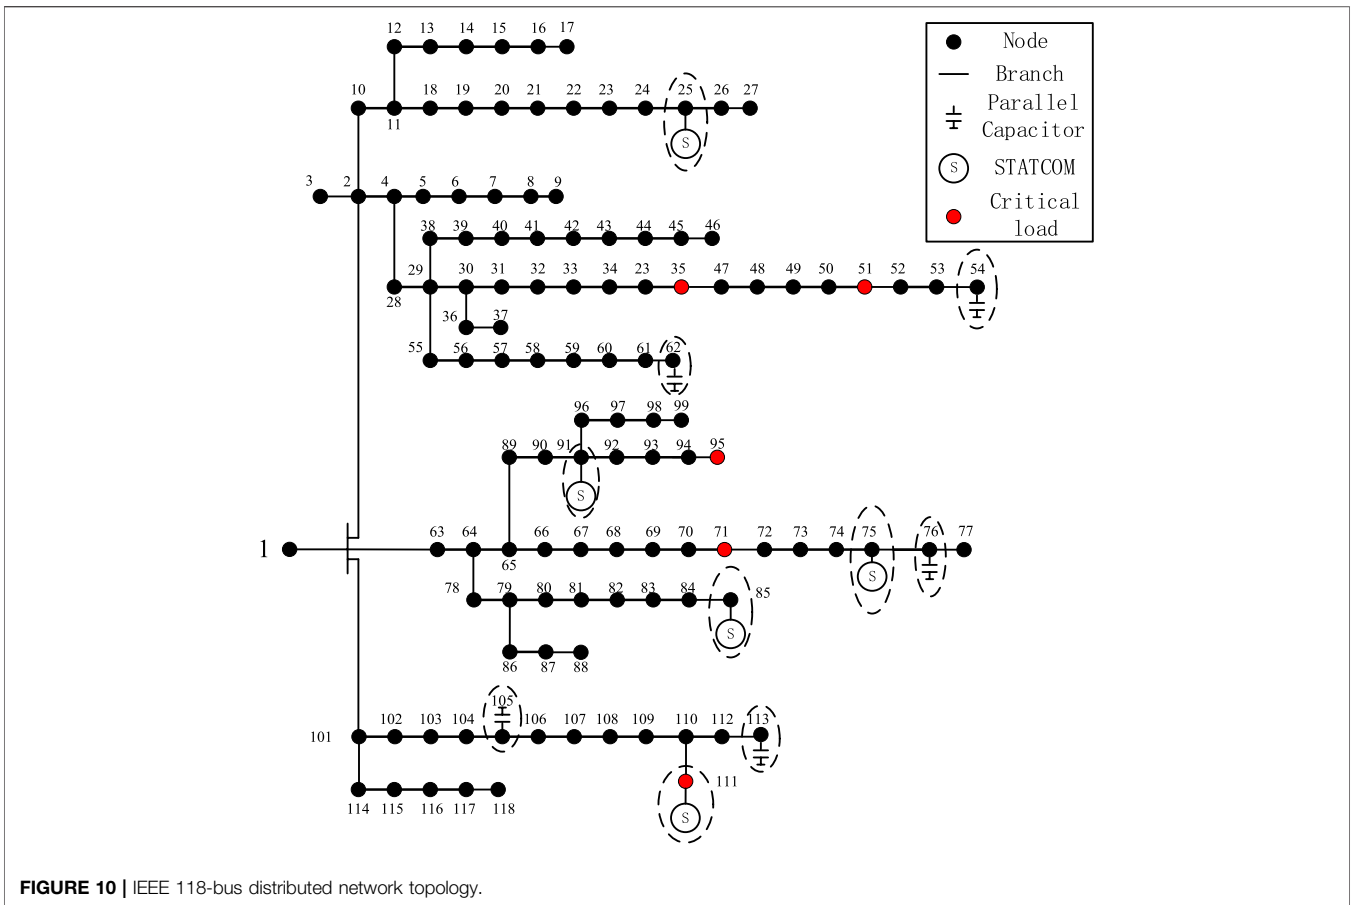 12 13 14 15 16 17
10 18 19 20 21 22 23 24 25 26 27
11
S
3 2 4 5 6 7 8 9
38 39 40 41 42 43 44 45 46
29 30 31 32 33 34 23 35 47 48 49 50 51 52 53 54
28
36 37
55 56 57 58 59 60 61 62
96 97 98 99
89 90 91 92 93 94 95
S
1 63 64 66 67 68 69 70 71 72 73 74 75 76 77
65
S
78 79 80 81 82 83 84 85
S
86 87 88
105
101 102 103 104 106 107 108 109 110 112 113
111
114 115 116 117 118
S
Node
Branch
Parallel
Capacitor
S STATCOM
Critical
load
FIGURE 10 | IEEE 118-bus distributed network topology.